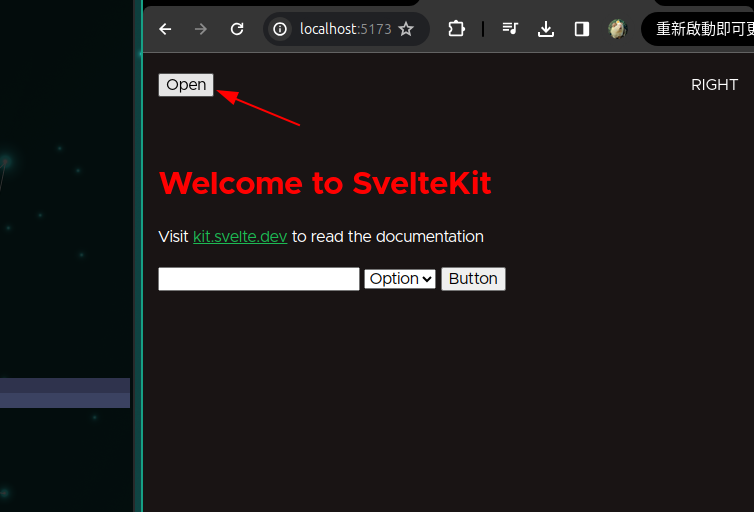 localhost:5173
重新啟動即可更
Open
RIGHT
Welcome to SvelteKit
Visit kit.svelte.dev to read the documentation
Option Button